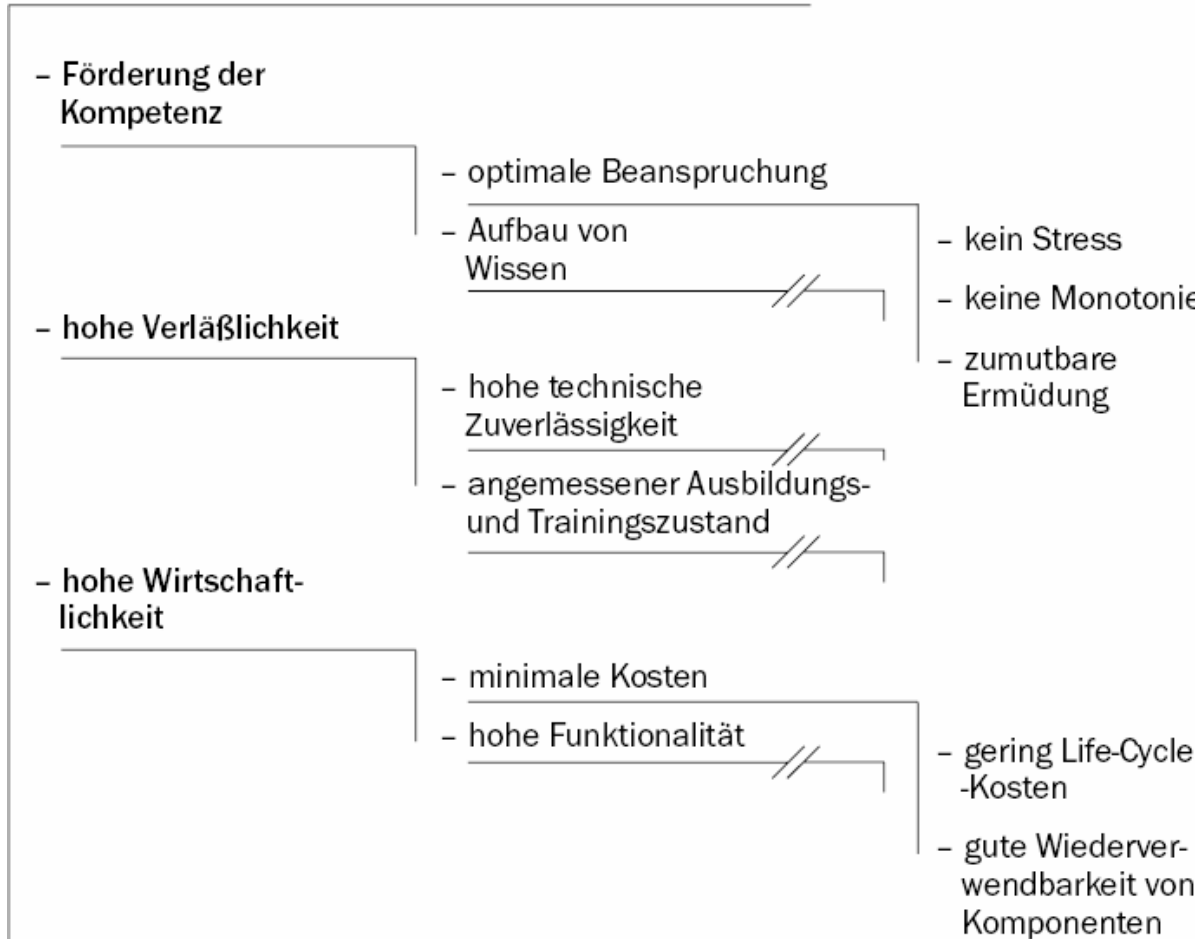 – Förderung der
Kompetenz
– optimale Beanspruchung
– Aufbau von
Wissen
– kein Stress
– keine Monotonie
– zumutbare
Ermüdung
– hohe Verläßlichkeit
– hohe technische
Zuverlässigkeit
– angemessener Ausbildungs-
und Trainingszustand
– hohe Wirtschaft-
lichkeit
– minimale Kosten
– hohe Funktionalität
– gering Life-Cycle
-Kosten
– gute Wiederver-
wendbarkeit von
Komponenten